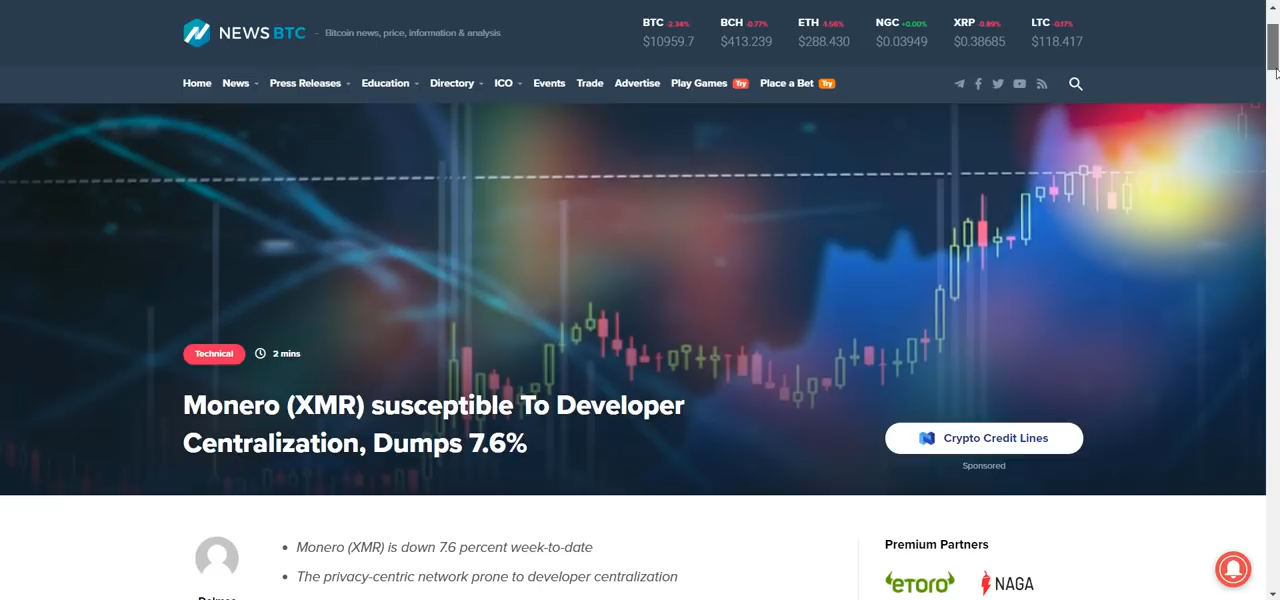 NEWSBTC - Bitcoin news, price, information & analysis
BTC -2.34% BCH -0.77% ETH -1.56% NGC +0.00% XRP -0.89% LTC -0.17%
$10959.7 $413.239 $288.430 $0.03949 $0.38685 $118.417
Home News Press Releases Education Directory ICO Events Trade Advertise Play Games Try Place a Bet Try
Technical 2 mins
Monero (XMR) susceptible To Developer
Centralization, Dumps 7.6%
Crypto Credit Lines
Sponsored
• Monero (XMR) is down 7.6 percent week-to-date
• The privacy-centric network prone to developer centralization
Premium Partners
eToro NAGA